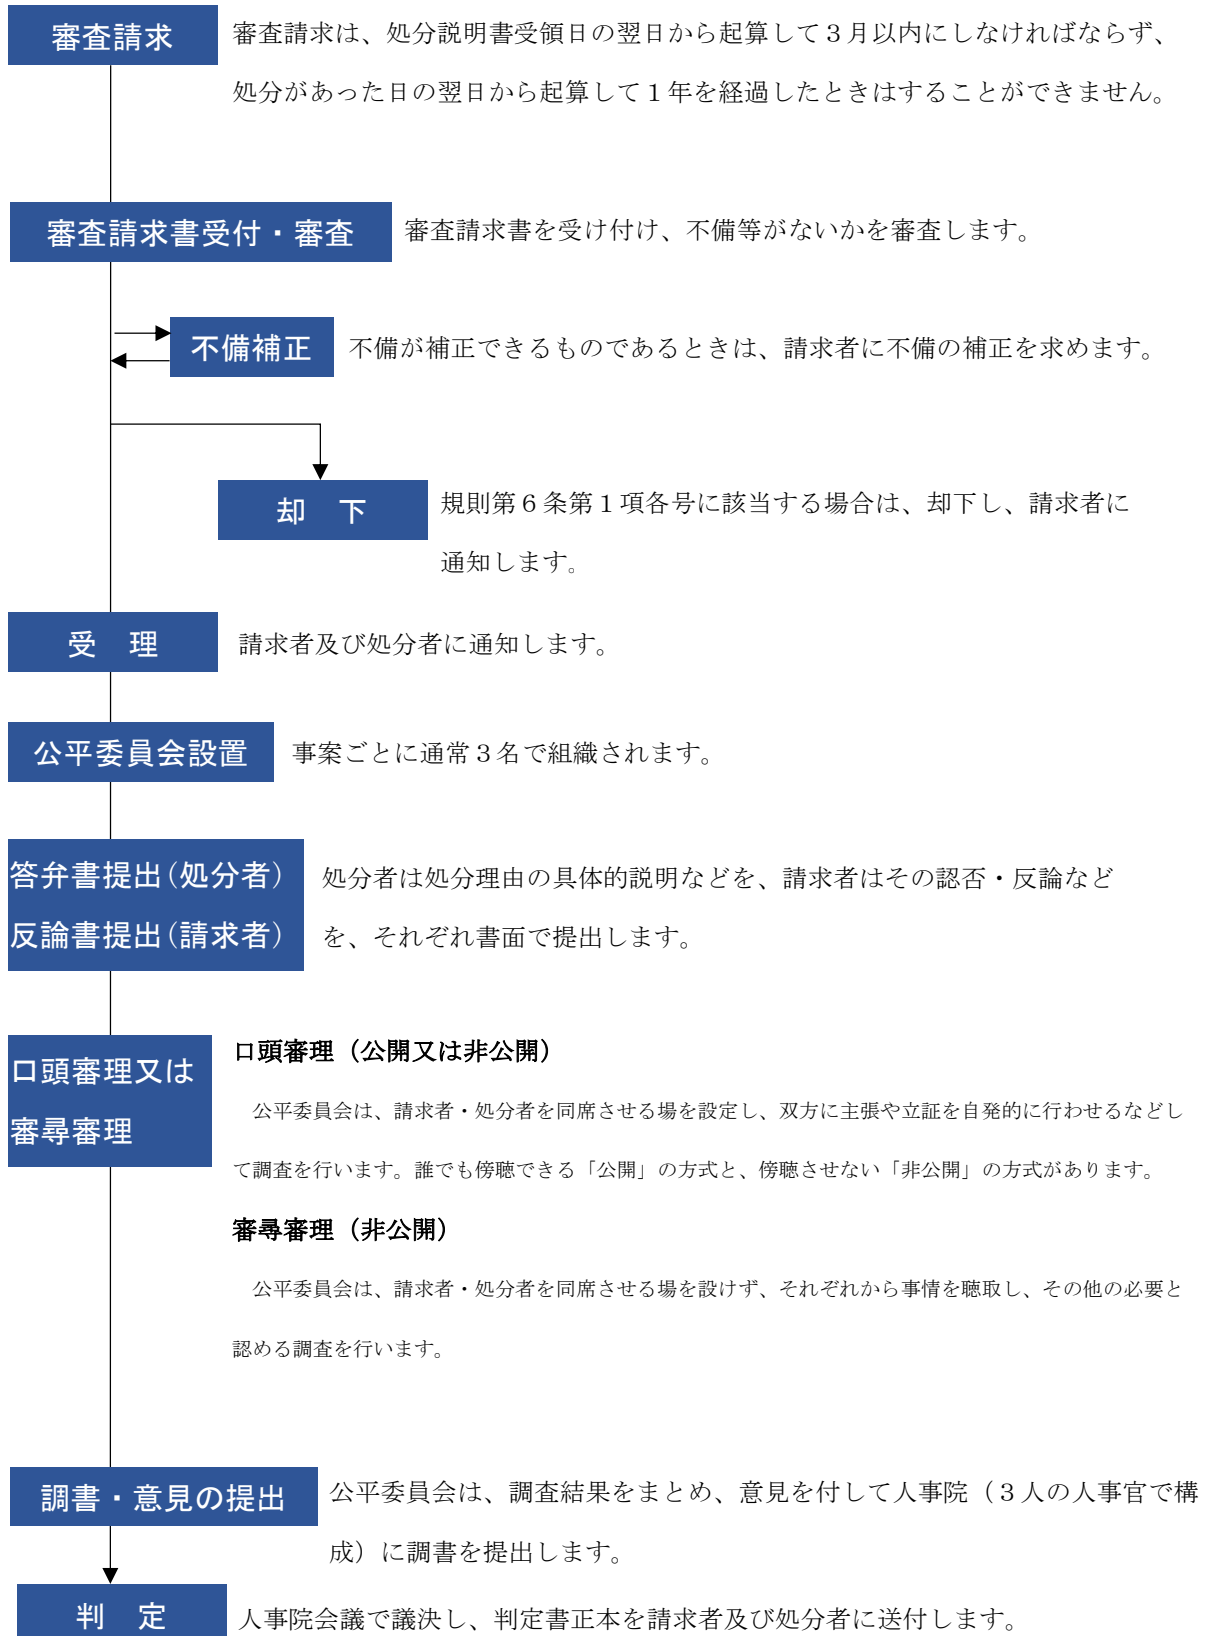 審査請求
審査請求は、処分説明書受領日の翌日から起算して３月以内にしなければならず、
処分があった日の翌日から起算して１年を経過したときはすることができません。
審査請求書受付・審査
審査請求書を受け付け、不備等がないかを審査します。
不備補正
不備が補正できるものであるときは、請求者に不備の補正を求めます。
却　下
規則第６条第１項各号に該当する場合は、却下し、請求者に
通知します。
受　理
請求者及び処分者に通知します。
公平委員会設置
事案ごとに通常３名で組織されます。
答弁書提出(処分者)
反論書提出(請求者)
処分者は処分理由の具体的説明などを、請求者はその認否・反論など
を、それぞれ書面で提出します。
口頭審理又は
審尋審理
口頭審理（公開又は非公開）
　公平委員会は、請求者・処分者を同席させる場を設定し、双方に主張や立証を自発的に行わせるなどし
て調査を行います。誰でも傍聴できる「公開」の方式と、傍聴させない「非公開」の方式があります。
審尋審理（非公開）
　公平委員会は、請求者・処分者を同席させる場を設けず、それぞれから事情を聴取し、その他の必要と
認める調査を行います。
調書・意見の提出
公平委員会は、調査結果をまとめ、意見を付して人事院（３人の人事官で構
成）に調書を提出します。
判　定
人事院会議で議決し、判定書正本を請求者及び処分者に送付します。